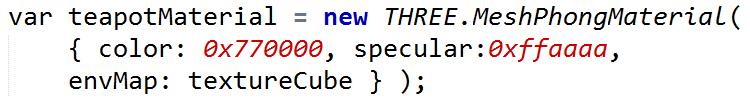 var teapotMaterial = new THREE.MeshPhongMaterial(
{ color: 0x770000, specular:0xffaaaa,
envMap: textureCube } );